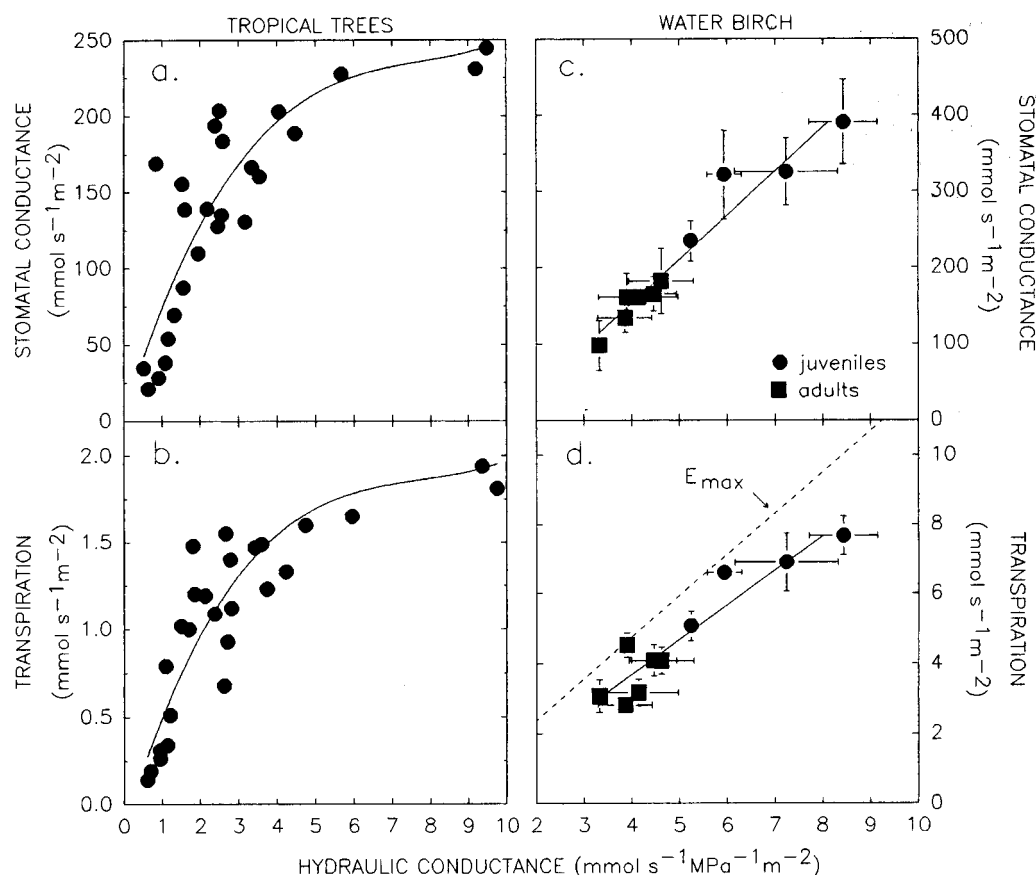 TROPICAL TREES
WATER BIRCH
a.
250
200
150
100
50
0
STOMATAL CONDUCTANCE
(mmol s−1m−2)
c.
500
400
300
200
100
0
STOMATAL CONDUCTANCE
(mmol s−1m−2)
juveniles
adults
b.
2.0
1.5
1.0
0.5
0.0
TRANSPIRATION
(mmol s−1m−2)
d.
Emax
10
8
6
4
2
0
TRANSPIRATION
(mmol s−1m−2)
0 1 2 3 4 5 6 7 8 9 10
2 3 4 5 6 7 8 9 10
HYDRAULIC CONDUCTANCE (mmol s−1MPa−1m−2)